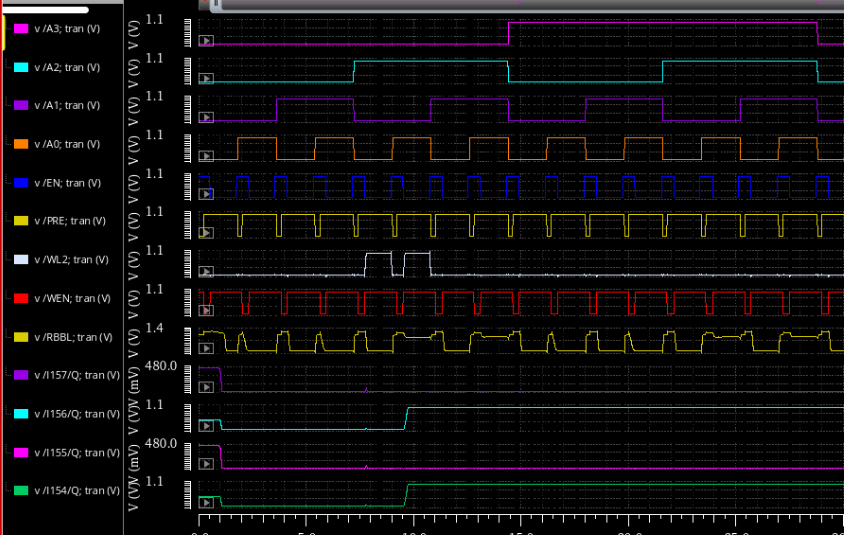 v /A3; tran (V)
V (V)
1.1
v /A2; tran (V)
V (V)
1.1
v /A1; tran (V)
V (V)
1.1
v /A0; tran (V)
V (V)
1.1
v /EN; tran (V)
V (V)
1.1
v /PRE; tran (V)
V (V)
1.1
v /WL2; tran (V)
V (V)
1.1
v /WEN; tran (V)
V (V)
1.1
v /RBBL; tran (V)
V (V)
1.4
v /I157/Q; tran (V)
V (mV)
480.0
v /I156/Q; tran (V)
V (V)
1.1
v /I155/Q; tran (V)
V (mV)
480.0
v /I154/Q; tran (V)
V (V)
1.1